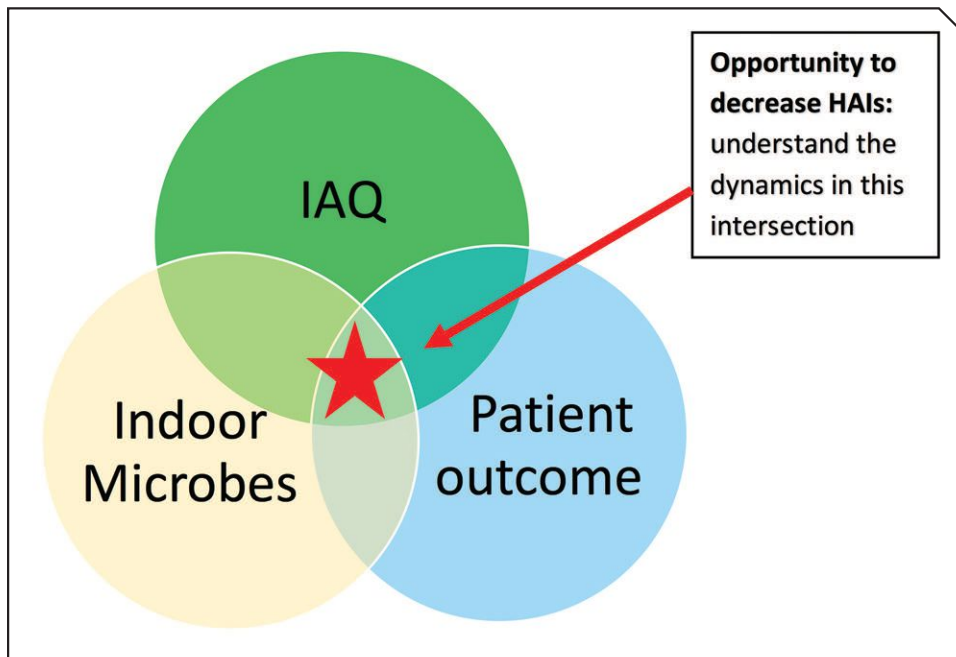 Opportunity to
decrease HAIs:
understand the
dynamics in this
intersection
IAQ
Indoor
Microbes
Patient
outcome